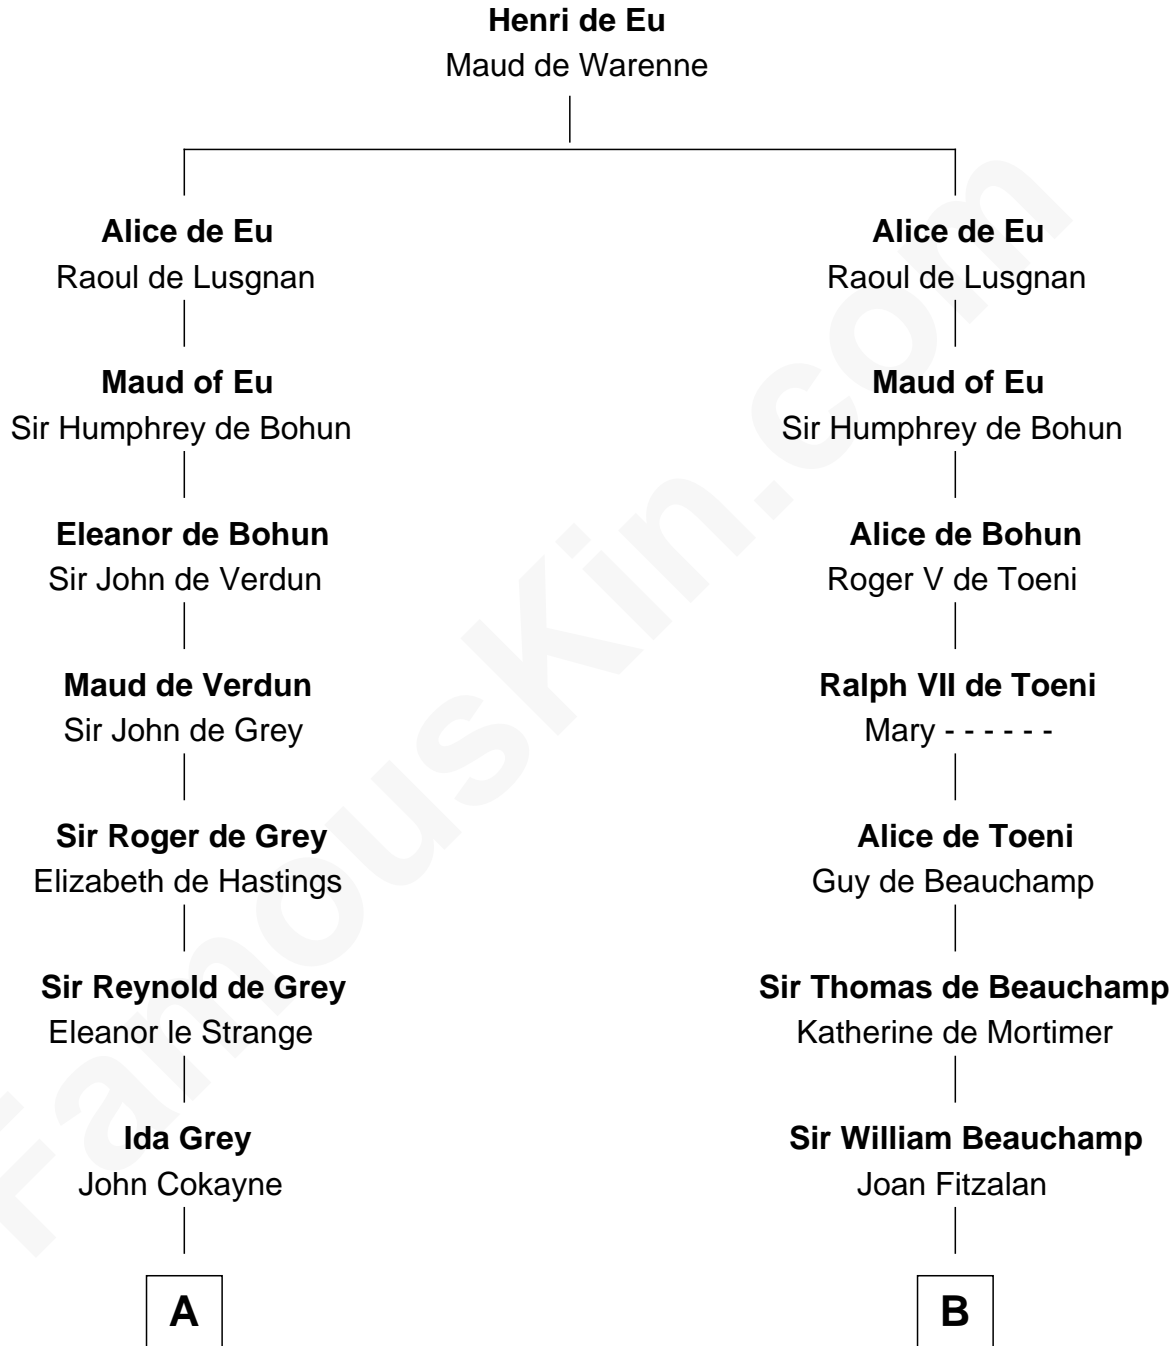 Henri de Eu
Maud de Warenne
Alice de Eu
Raoul de Lusgnan
Maud of Eu
Sir Humphrey de Bohun
Eleanor de Bohun
Sir John de Verdun
Maud de Verdun
Sir John de Grey
Sir Roger de Grey
Elizabeth de Hastings
Sir Reynold de Grey
Eleanor le Strange
Ida Grey
John Cokayne
A
Alice de Eu
Raoul de Lusgnan
Maud of Eu
Sir Humphrey de Bohun
Alice de Bohun
Roger V de Toeni
Ralph VII de Toeni
Mary - - - - - -
Alice de Toeni
Guy de Beauchamp
Sir Thomas de Beauchamp
Katherine de Mortimer
Sir William Beauchamp
Joan Fitzalan
B
FamousKin.com